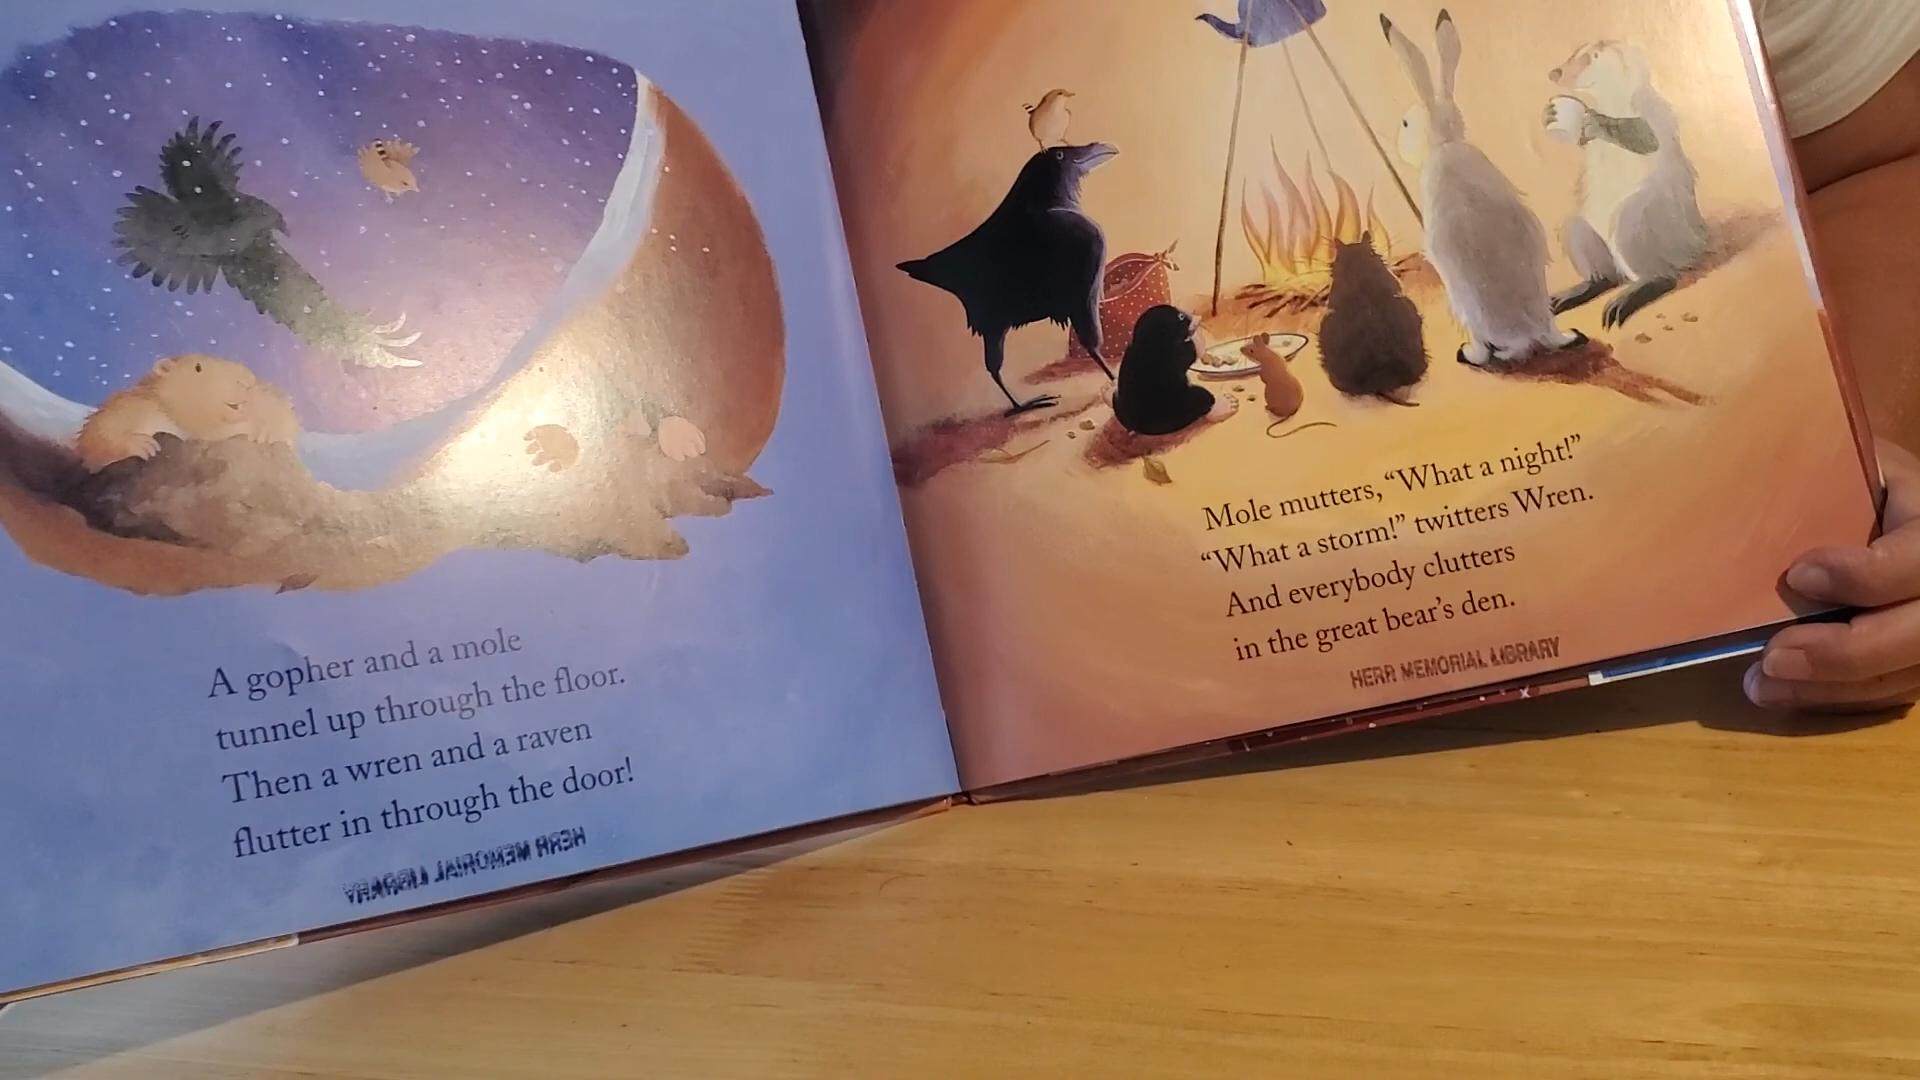 A gopher and a mole
tunnel up through the floor.
Then a wren and a raven
flutter in through the door!
HERR MEMORIAL LIBRARY
Mole mutters, “What a night!”
“What a storm!” twitters Wren.
And everybody clutters
in the great bear’s den.
HERR MEMORIAL LIBRARY